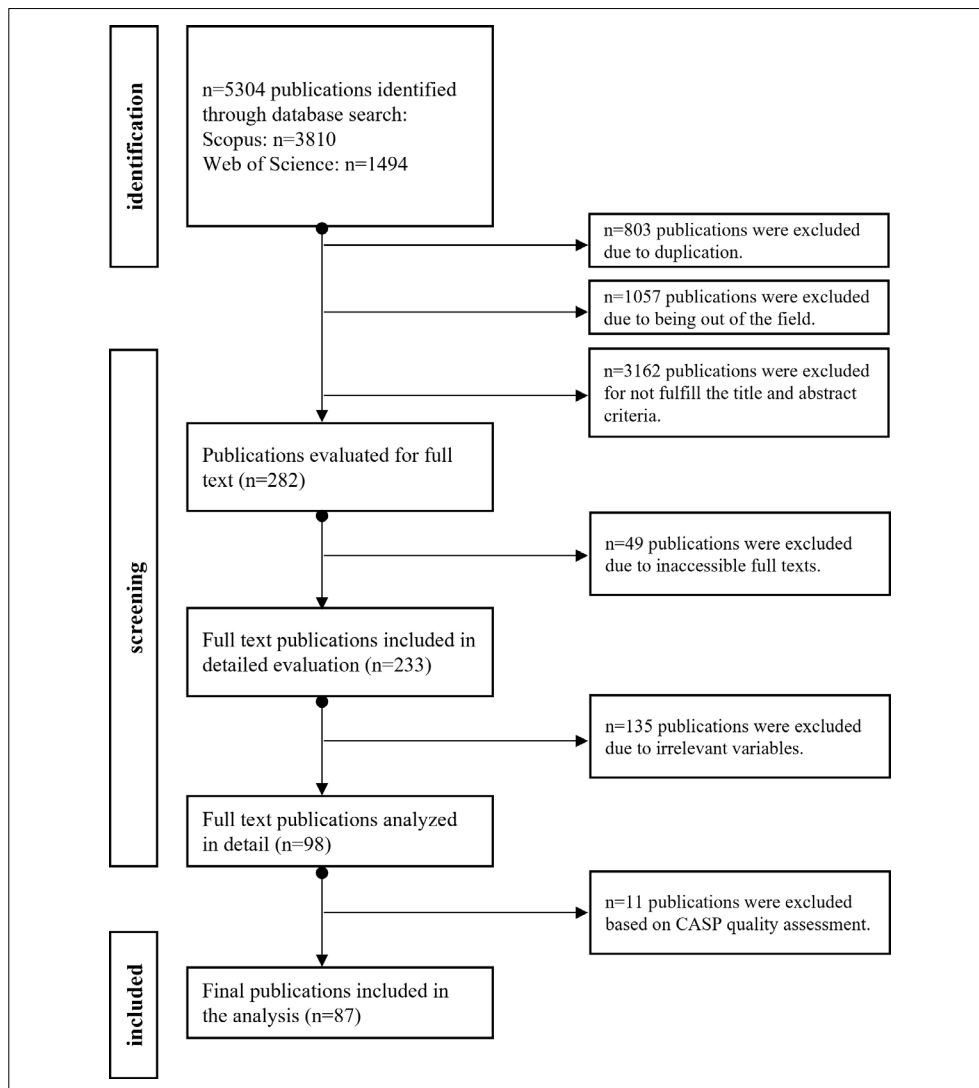 identification
n=5304 publications identified
through database search:
Scopus: n=3810
Web of Science: n=1494
n=803 publications were excluded
due to duplication.
n=1057 publications were excluded
due to being out of the field.
screening
n=3162 publications were excluded
for not fulfill the title and abstract
criteria.
Publications evaluated for full
text (n=282)
n=49 publications were excluded
due to inaccessible full texts.
Full text publications included in
detailed evaluation (n=233)
n=135 publications were excluded
due to irrelevant variables.
Full text publications analyzed
in detail (n=98)
n=11 publications were excluded
based on CASP quality assessment.
included
Final publications included in
the analysis (n=87)